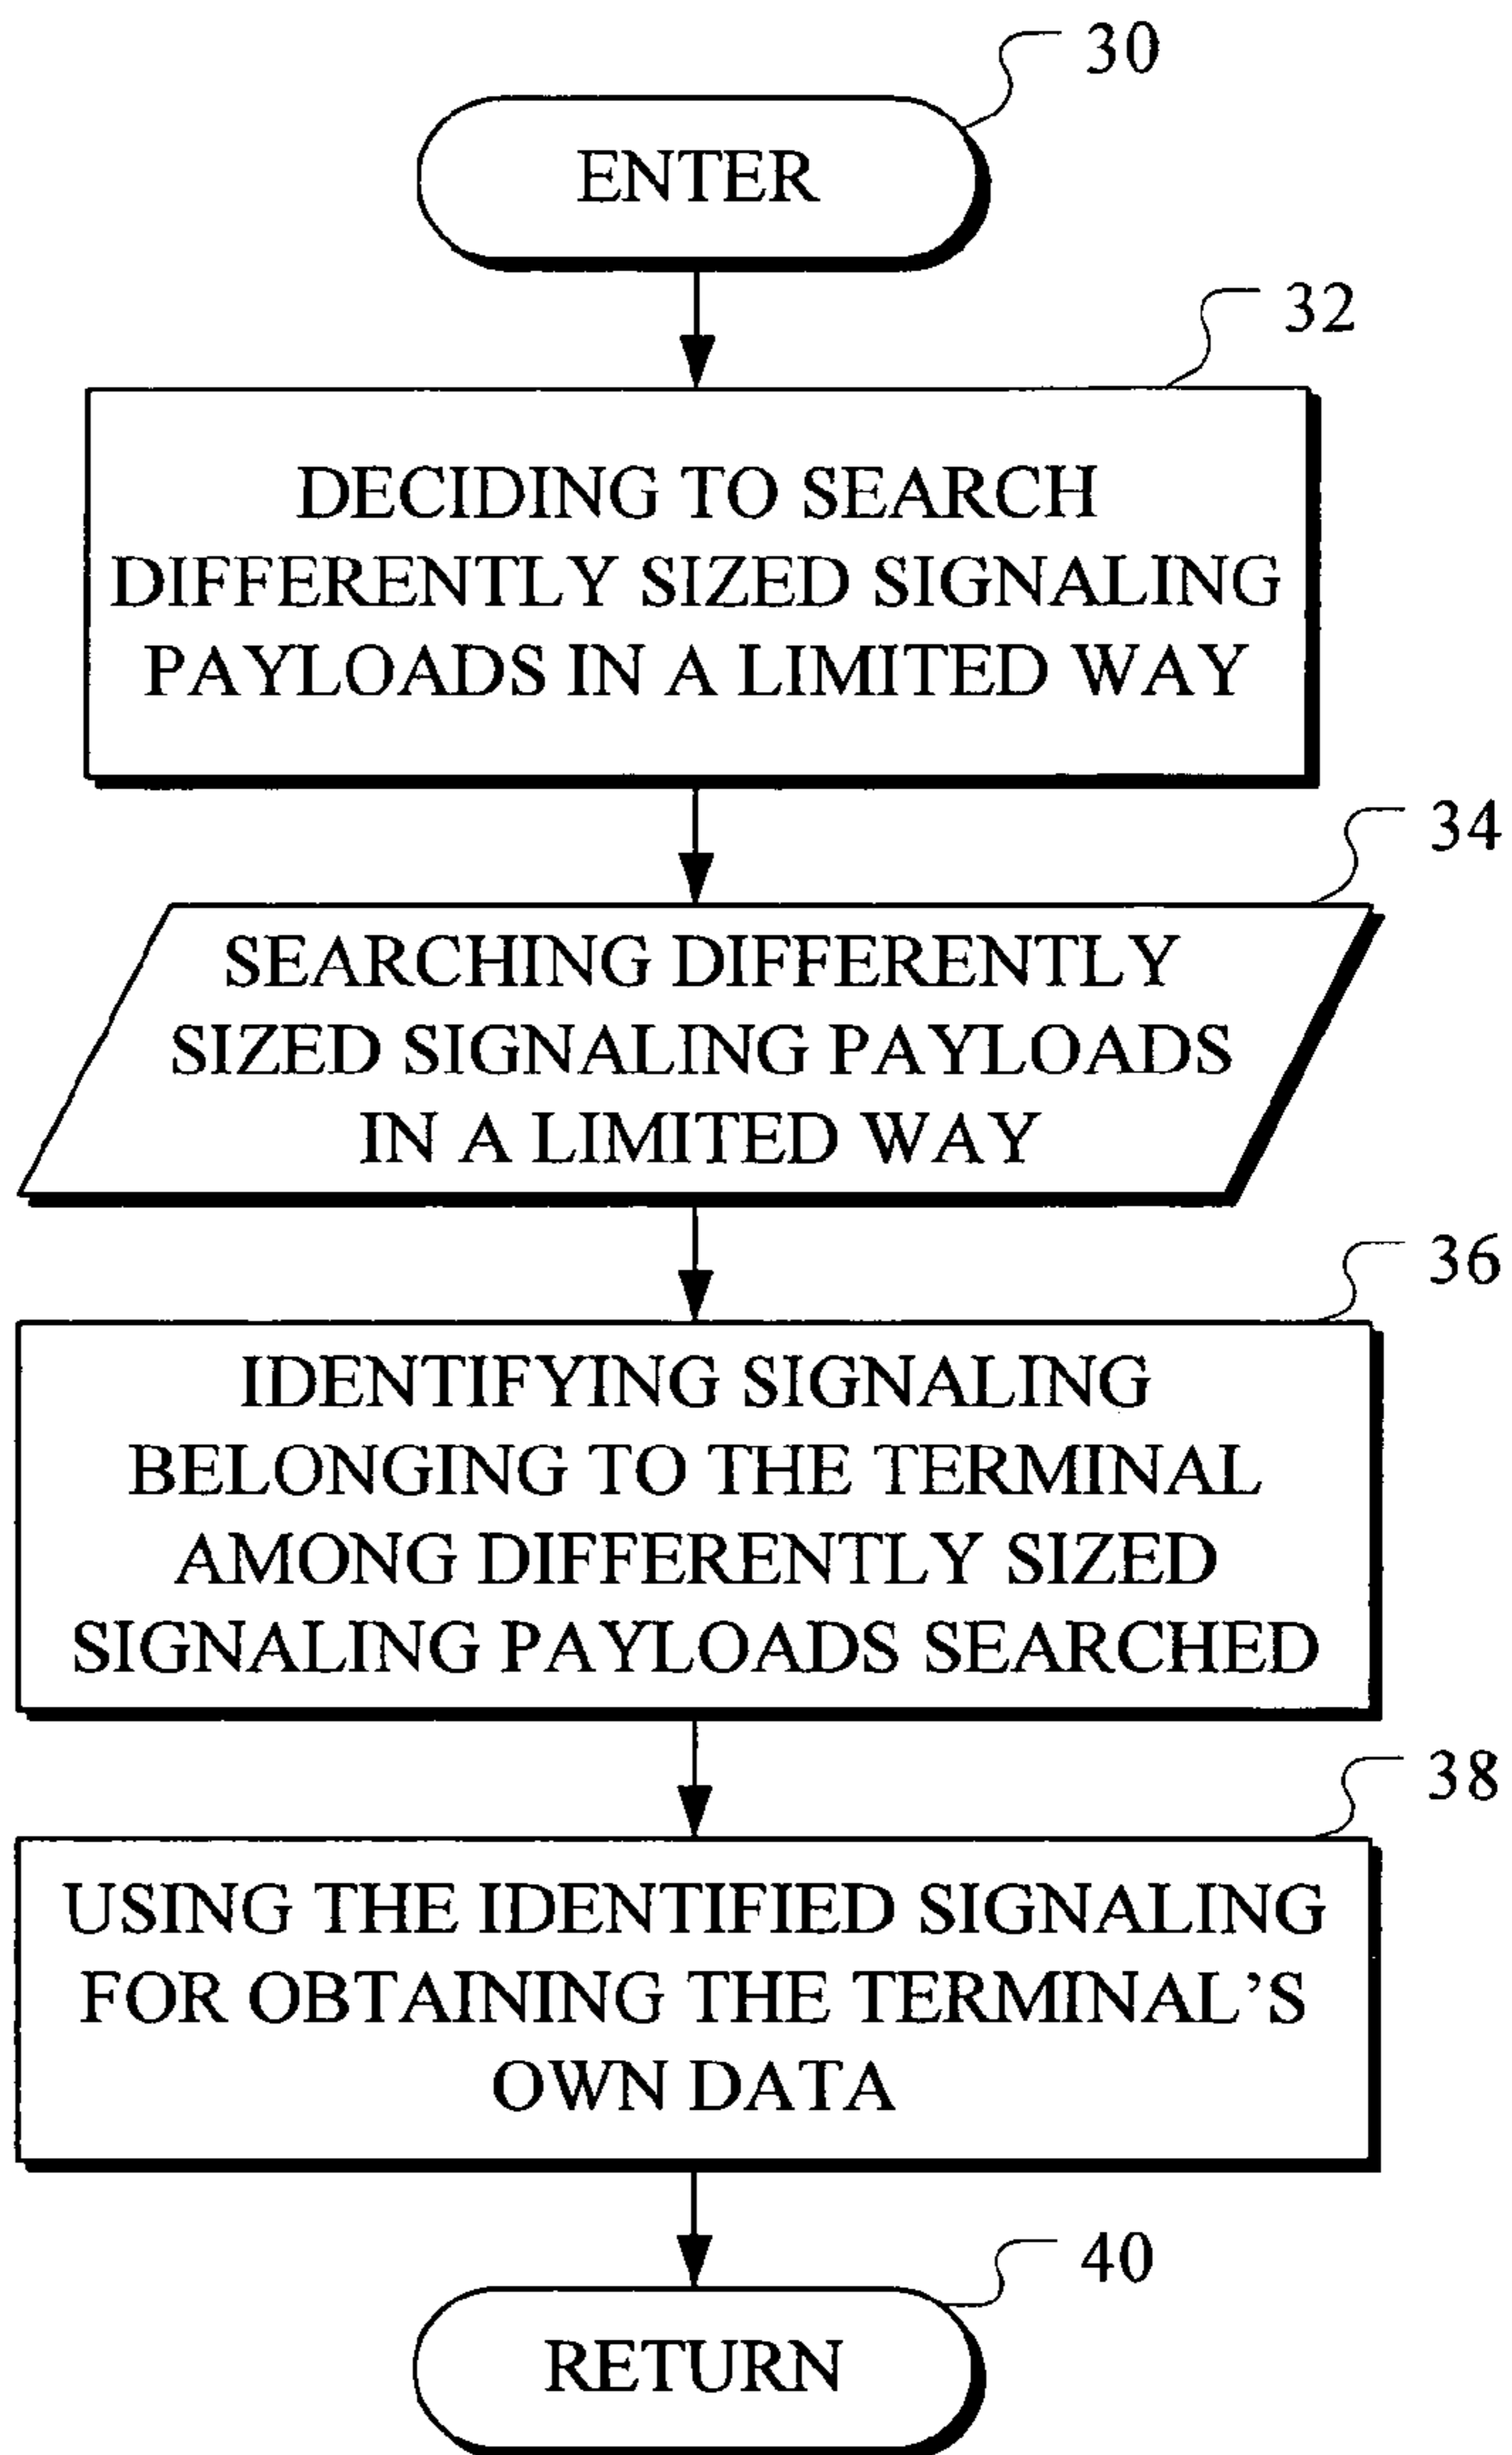 30
ENTER
32
DECIDING TO SEARCH
DIFFERENTLY SIZED SIGNALING
PAYLOADS IN A LIMITED WAY
34
SEARCHING DIFFERENTLY
SIZED SIGNALING PAYLOADS
IN A LIMITED WAY
36
IDENTIFYING SIGNALING
BELONGING TO THE TERMINAL
AMONG DIFFERENTLY SIZED
SIGNALING PAYLOADS SEARCHED
38
USING THE IDENTIFIED SIGNALING
FOR OBTAINING THE TERMINAL’S
OWN DATA
40
RETURN